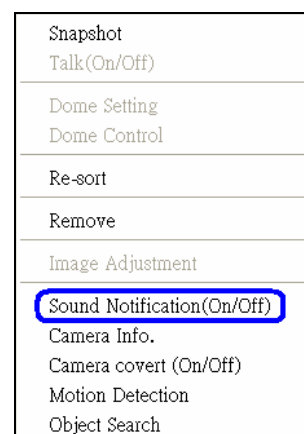 Snapshot
Talk(On/Off)
Dome Setting
Dome Control
Re-sort
Remove
Image Adjustment
Sound Notification(On/Off)
Camera Info.
Camera covert (On/Off)
Motion Detection
Object Search